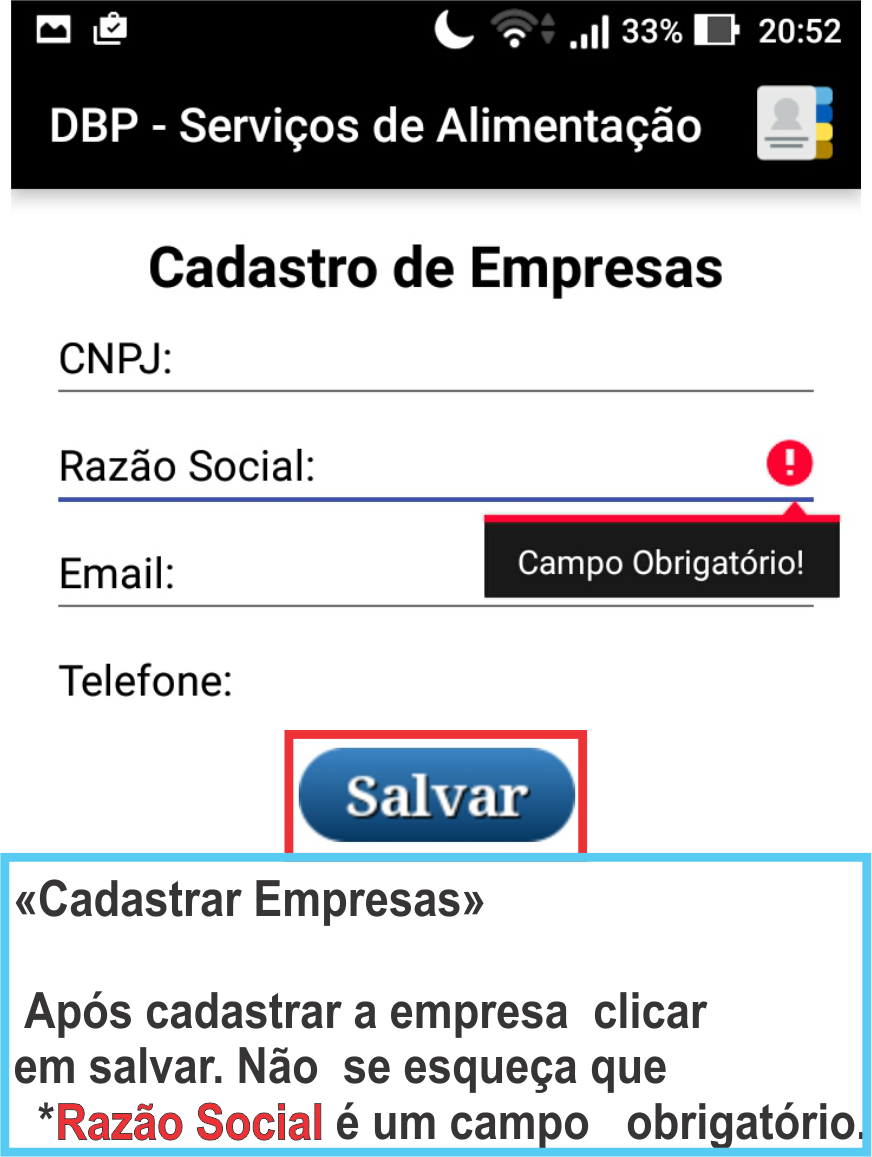 33% 20:52
DBP - Serviços de Alimentação
Cadastro de Empresas
CNPJ:
Razão Social:
Campo Obrigatório!
Email:
Telefone:
Salvar
«Cadastrar Empresas»
Após cadastrar a empresa clicar
em salvar. Não se esqueça que
*Razão Social é um campo obrigatório.